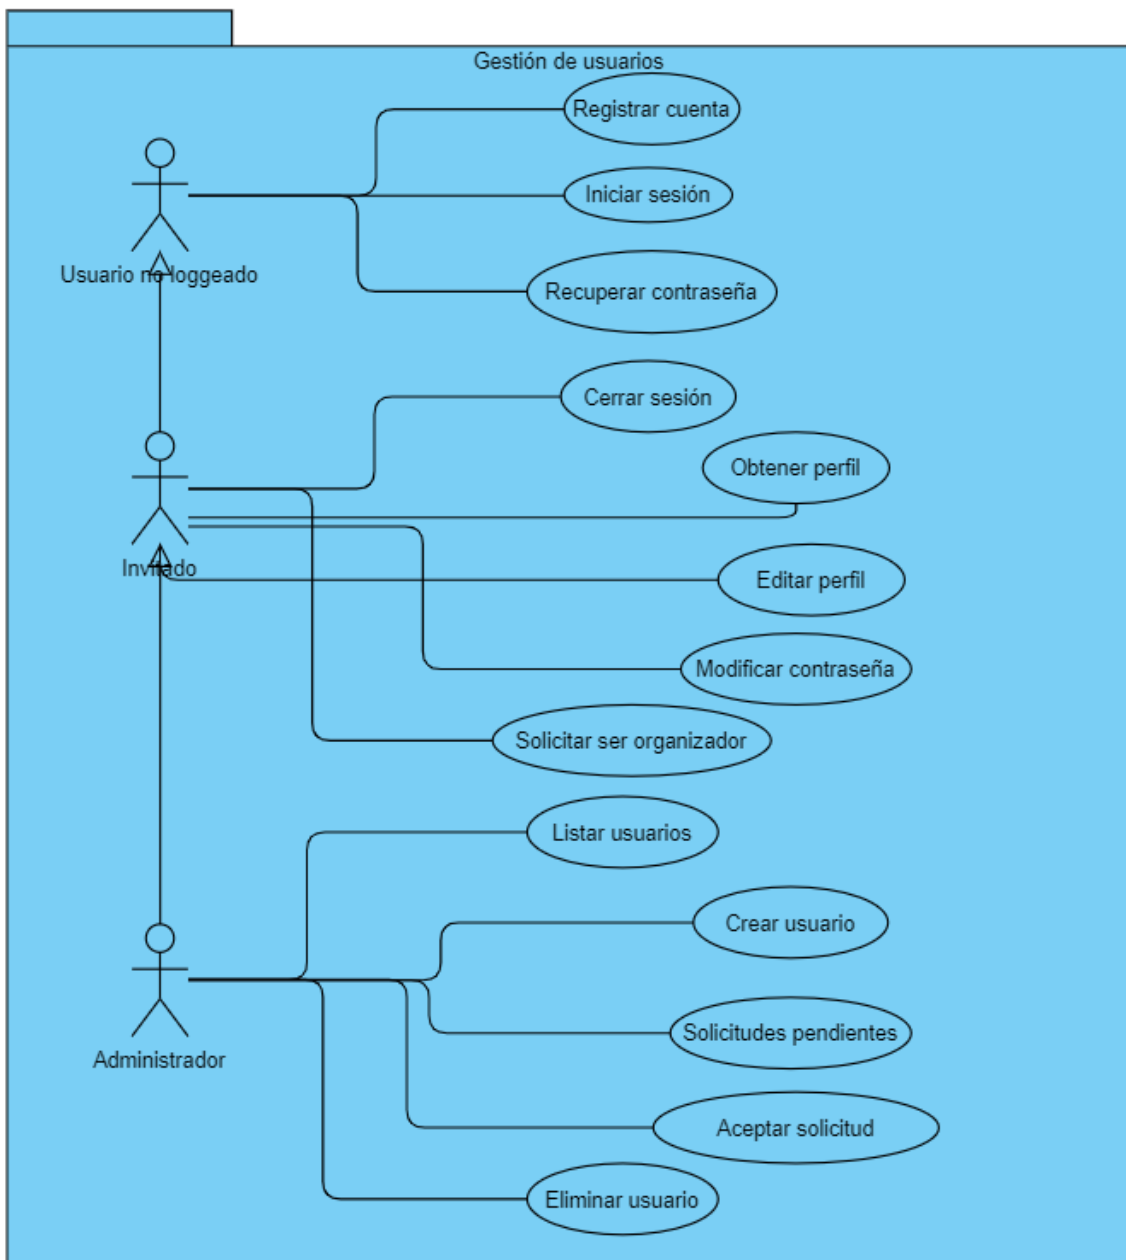 Gestión de usuarios
Registrar cuenta
Iniciar sesión
Usuario no loggeado
Recuperar contraseña
Cerrar sesión
Obtener perfil
Invitado
Editar perfil
Modificar contraseña
Solicitar ser organizador
Listar usuarios
Crear usuario
Solicitudes pendientes
Administrador
Aceptar solicitud
Eliminar usuario